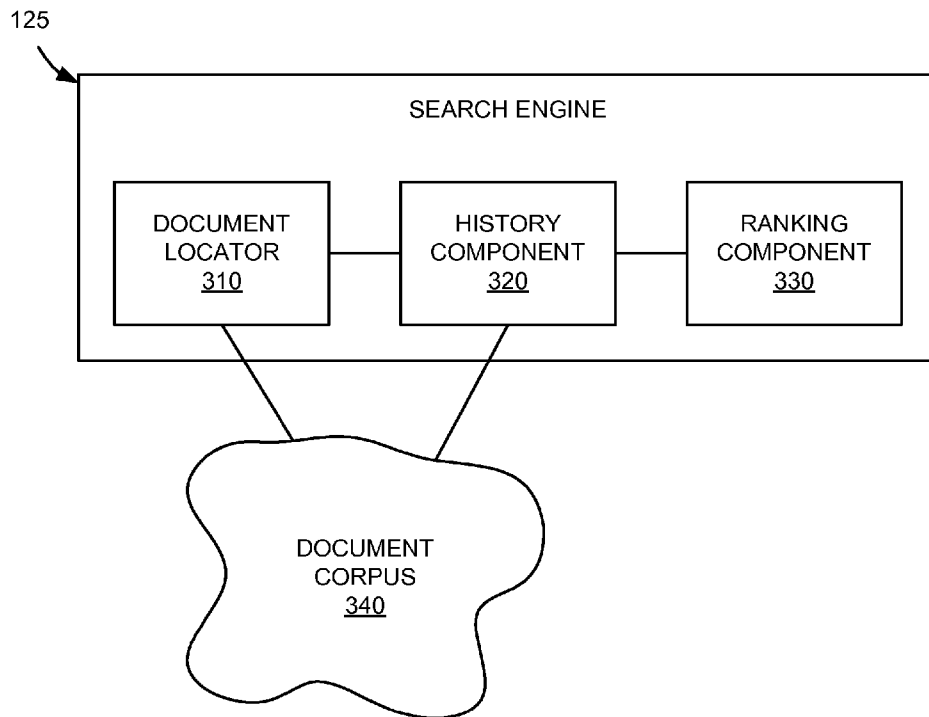 125
SEARCH ENGINE
DOCUMENT
LOCATOR
310
HISTORY
COMPONENT
320
RANKING
COMPONENT
330
DOCUMENT
CORPUS
340